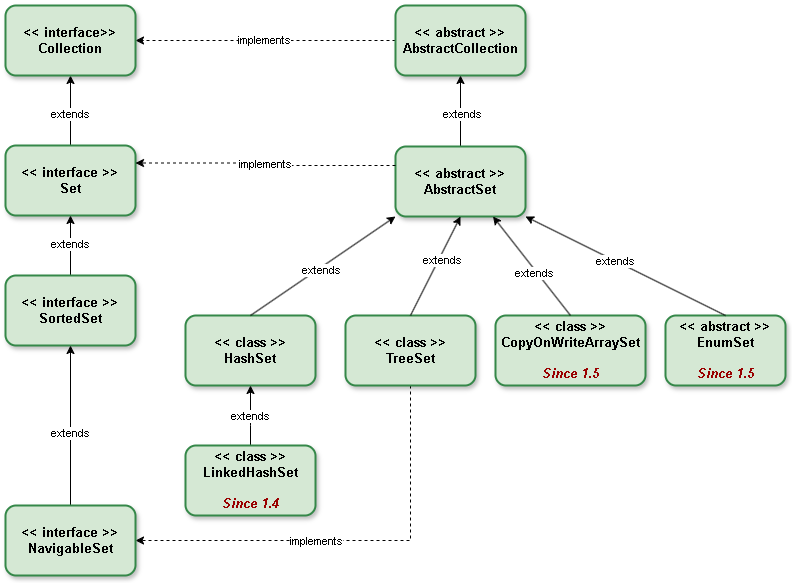 << interface>>
Collection
implements
<< abstract >>
AbstractCollection
extends
extends
<< interface >>
Set
implements
<< abstract >>
AbstractSet
extends
extends
extends
extends
extends
<< interface >>
SortedSet
<< class >>
HashSet
<< class >>
TreeSet
<< class >>
CopyOnWriteArraySet
Since 1.5
<< abstract >>
EnumSet
Since 1.5
extends
extends
<< class >>
LinkedHashSet
Since 1.4
<< interface >>
NavigableSet
implements